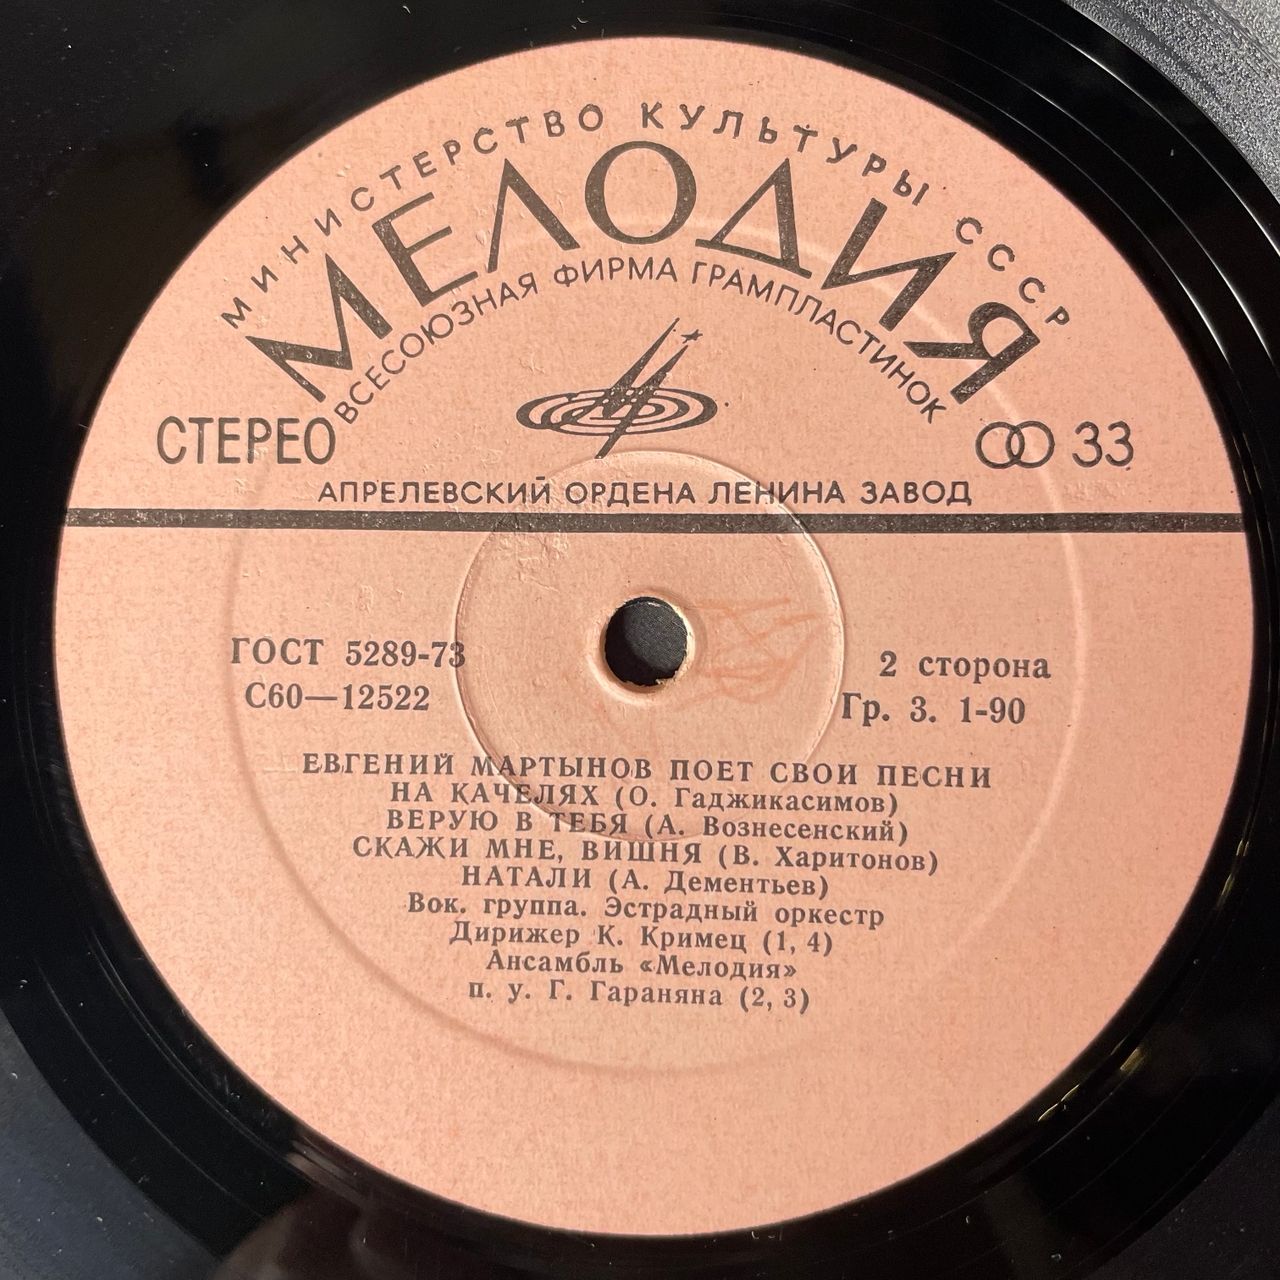 МИНИСТЕРСТВО КУЛЬТУРЫ СССР
МЕЛОДИЯ
ВСЕСОЮЗНАЯ ФИРМА ГРАМПЛАСТИНОК
СТЕРЕО
33
АПРЕЛЕВСКИЙ ОРДЕНА ЛЕНИНА ЗАВОД
ГОСТ 5289-73
2 сторона
С60—12522
Гр. 3. 1-90
ЕВГЕНИЙ МАРТЫНОВ ПОЕТ СВОИ ПЕСНИ
НА КАЧЕЛЯХ (О. Гаджикасимов)
ВЕРУЮ В ТЕБЯ (А. Вознесенский)
СКАЖИ МНЕ, ВИШНЯ (В. Харитонов)
НАТАЛИ (А. Дементьев)
Вок. группа. Эстрадный оркестр
Дирижер К. Кримец (1, 4)
Ансамбль «Мелодия»
п. у. Г. Гараняна (2, 3)